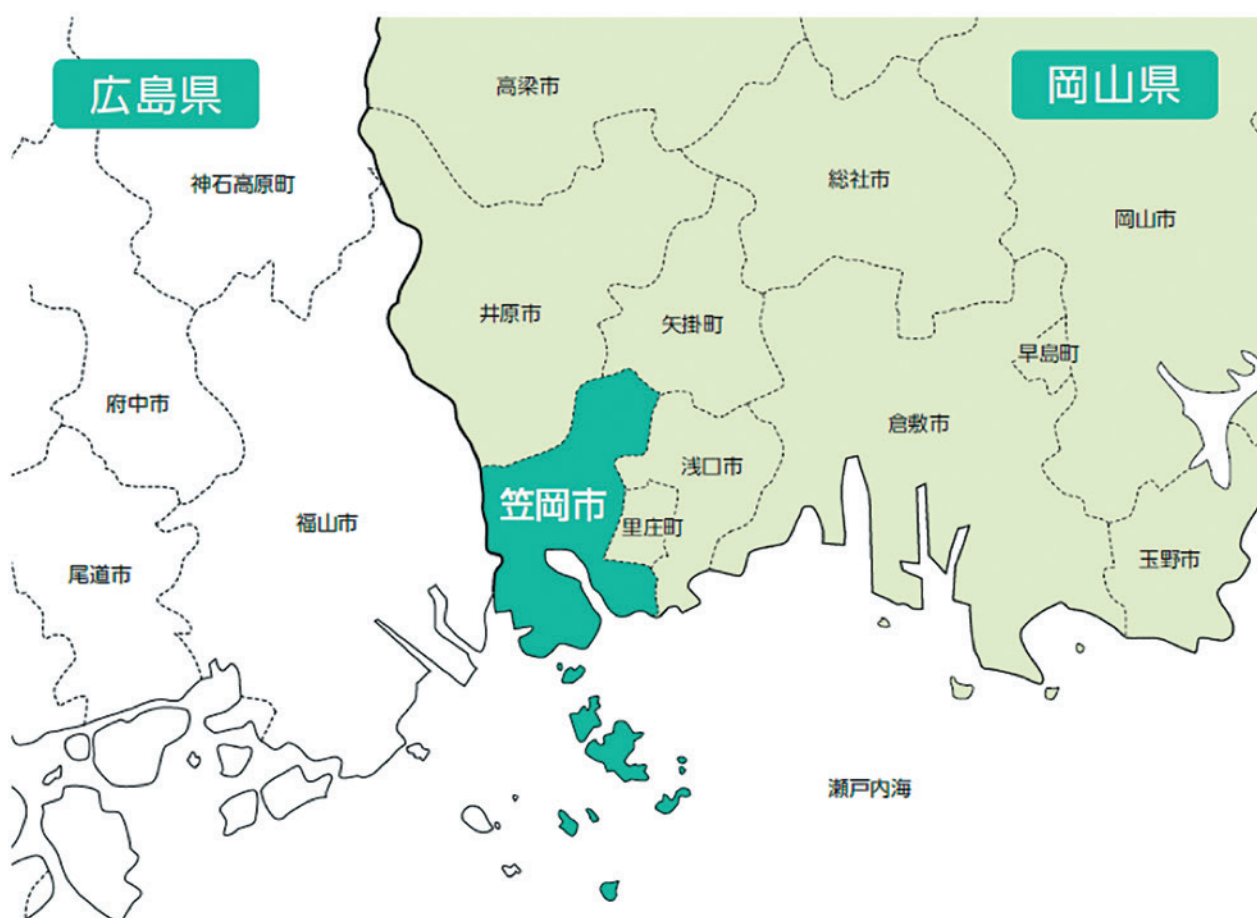 広島県
岡山県
高梁市
神石高原町
総社市
岡山市
井原市
矢掛町
早島町
府中市
倉敷市
浅口市
笠岡市
福山市
里庄町
尾道市
玉野市
瀬戸内海